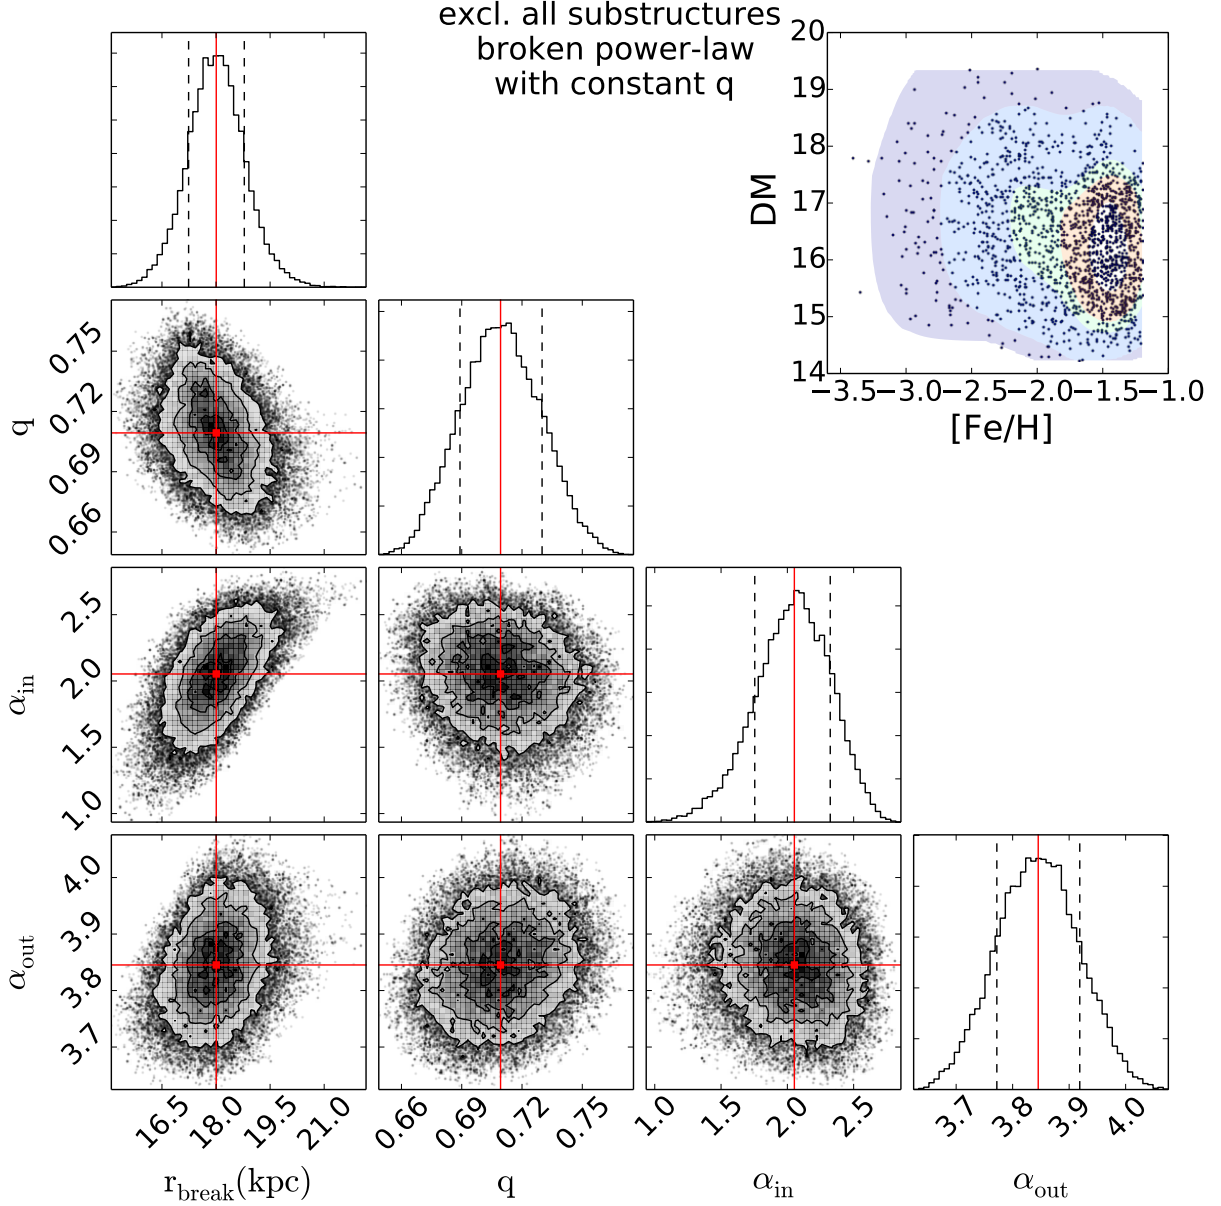 excl. all substructures
broken power-law
with constant q
20
19
18
17
16
15
14
DM
−3.5−3.0−2.5−2.0−1.5−1.0
[Fe/H]
0.75
0.72
0.69
0.66
q
2.5
2.0
1.5
1.0
α_in
4.0
3.9
3.8
3.7
α_out
16.5 18.0 19.5 21.0
0.66 0.69 0.72 0.75
1.0 1.5 2.0 2.5
3.7 3.8 3.9 4.0
r_break(kpc)
q
α_in
α_out